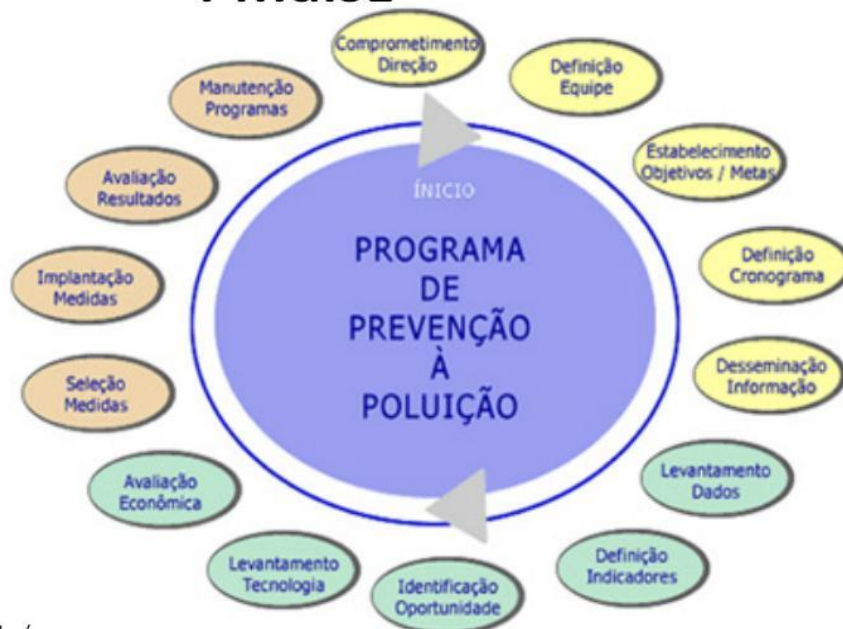 Comprometimento
Direção
Definição
Equipe
Estabelecimento
Objetivos / Metas
Definição
Cronograma
Desseminação
Informação
Levantamento
Dados
Definição
Indicadores
Identificação
Oportunidade
Levantamento
Tecnologia
Avaliação
Econômica
Seleção
Medidas
Implantação
Medidas
Avaliação
Resultados
Manutenção
Programas
ÍNICIO
PROGRAMA
DE
PREVENÇÃO
À
POLUIÇÃO